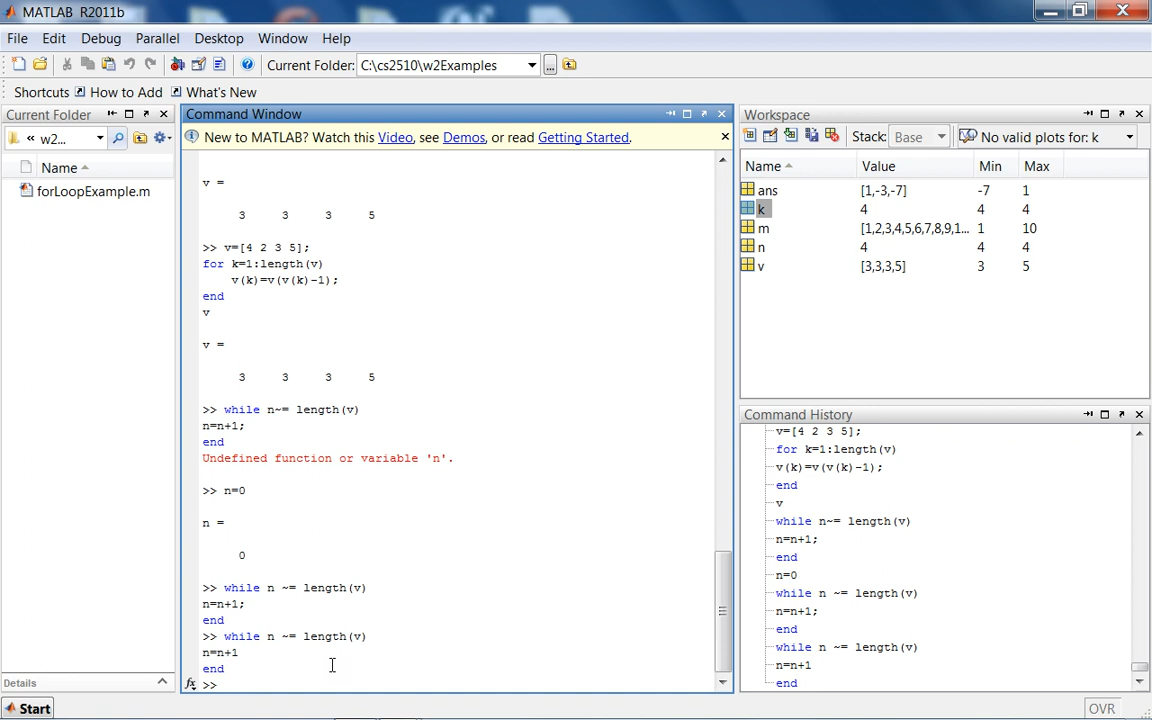 MATLAB R2011b
File Edit Debug Parallel Desktop Window Help
Current Folder: C:\cs2510\w2Examples ...
Shortcuts How to Add What's New
Current Folder
« w2...
Name
forLoopExample.m
Details
Command Window
New to MATLAB? Watch this Video, see Demos, or read Getting Started.
v =
3 3 3 5
>> v=[4 2 3 5];
for k=1:length(v)
v(k)=v(v(k)-1);
end
v
v =
3 3 3 5
>> while n~= length(v)
n=n+1;
end
Undefined function or variable 'n'.
>> n=0
n =
0
>> while n ~= length(v)
n=n+1;
end
>> while n ~= length(v)
n=n+1
end
fx >>
Workspace
Stack: Base No valid plots for: k
Name Value Min Max
ans [1,-3,-7] -7 1
k 4 4 4
m [1,2,3,4,5,6,7,8,9,1... 1 10
n 4 4 4
v [3,3,3,5] 3 5
Command History
v=[4 2 3 5];
for k=1:length(v)
v(k)=v(v(k)-1);
end
v
while n~= length(v)
n=n+1;
end
n=0
while n ~= length(v)
n=n+1;
end
while n ~= length(v)
n=n+1
end
Start
OVR